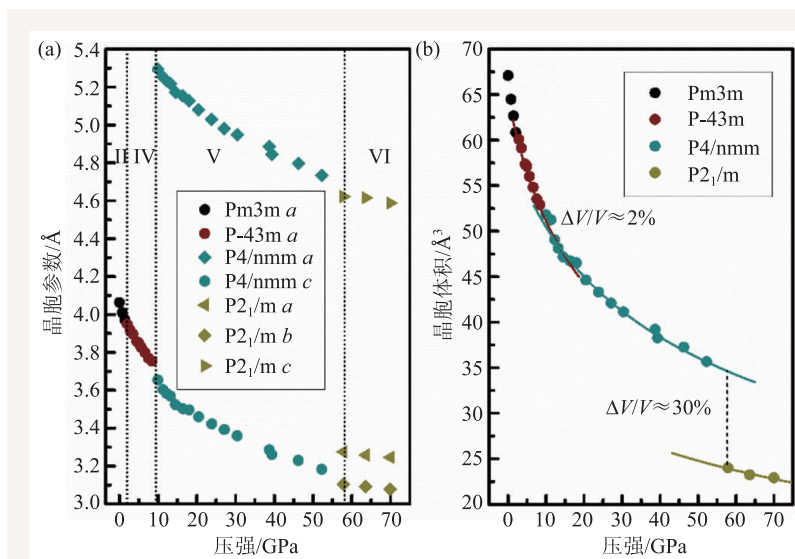 (a)
5.4
5.2
5.0
4.8
4.6
4.4
4.2
4.0
3.8
3.6
3.4
3.2
3.0
晶胞参数/Å
II
IV
V
VI
Pm3m a
P-43m a
P4/nmm a
P4/nmm c
P2₁/m a
P2₁/m b
P2₁/m c
0 10 20 30 40 50 60 70
压强/GPa
(b)
70
65
60
55
50
45
40
35
30
25
20
晶胞体积/Å³
Pm3m
P-43m
P4/nmm
P2₁/m
ΔV/V≈2%
ΔV/V≈30%
0 10 20 30 40 50 60 70
压强/GPa